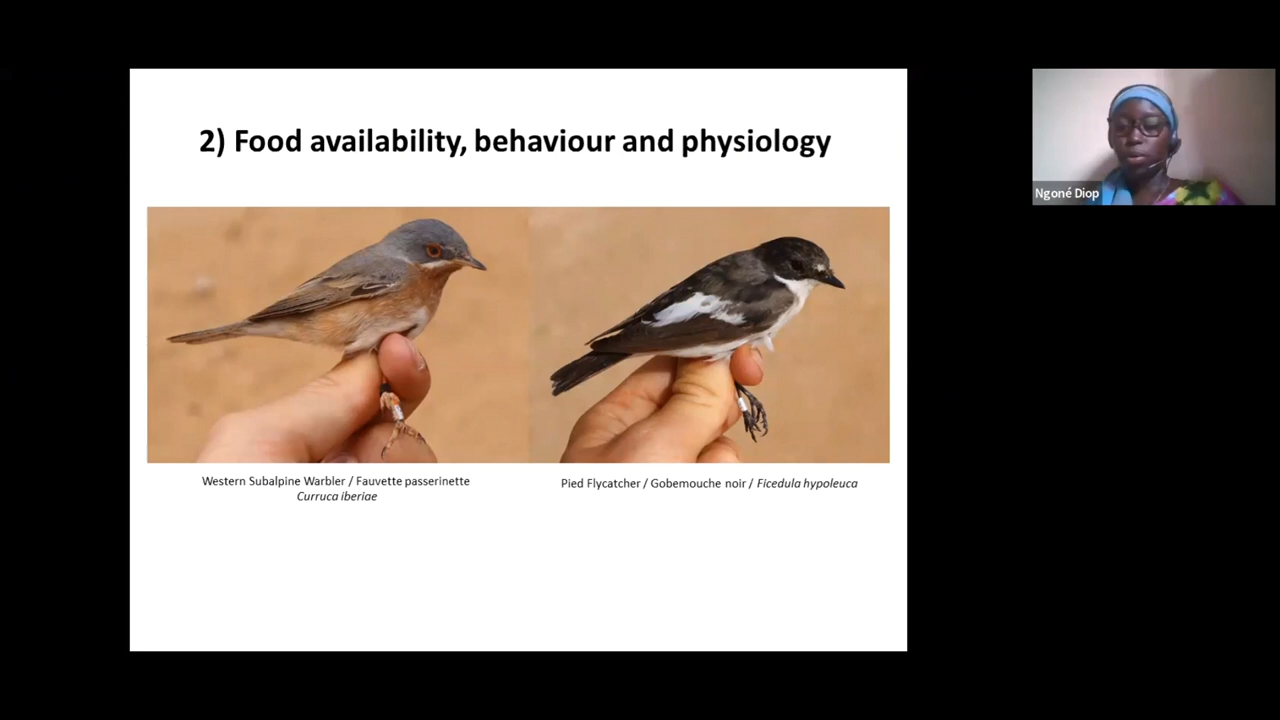 2) Food availability, behaviour and physiology
Ngoné Diop
Western Subalpine Warbler / Fauvette passerinette
Curruca iberiae
Pied Flycatcher / Gobemouche noir / Ficedula hypoleuca